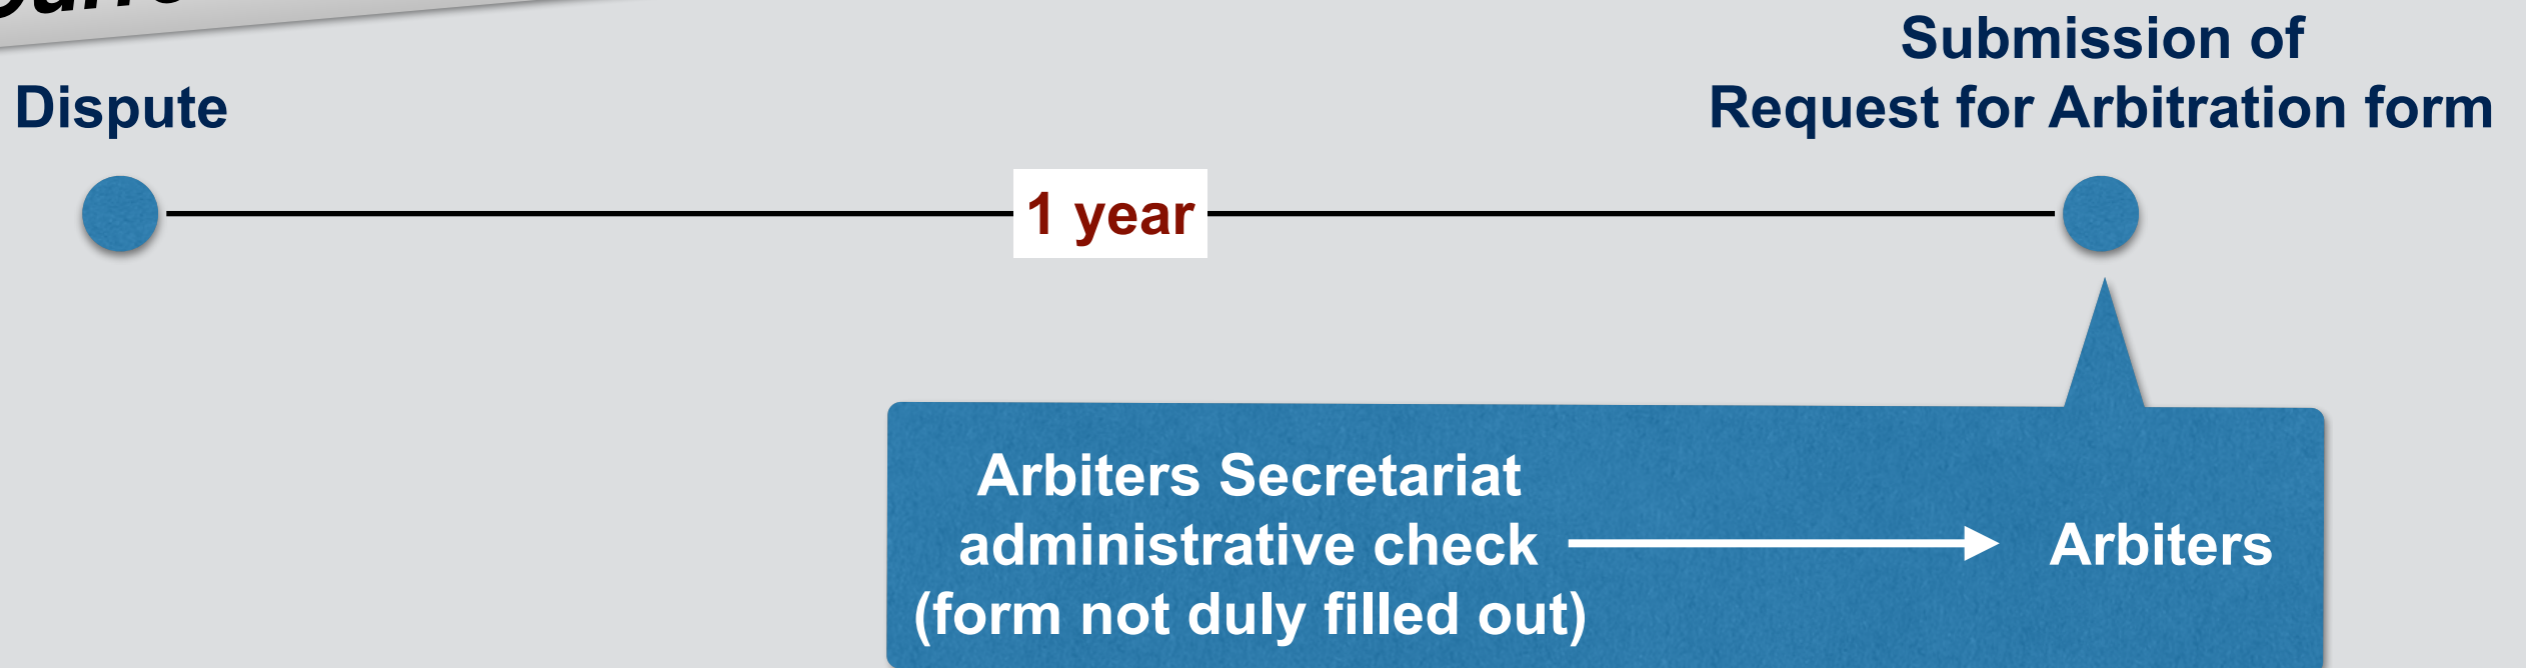 Dispute
Submission of
Request for Arbitration form
1 year
Arbiters Secretariat
administrative check
(form not duly filled out)
Arbiters